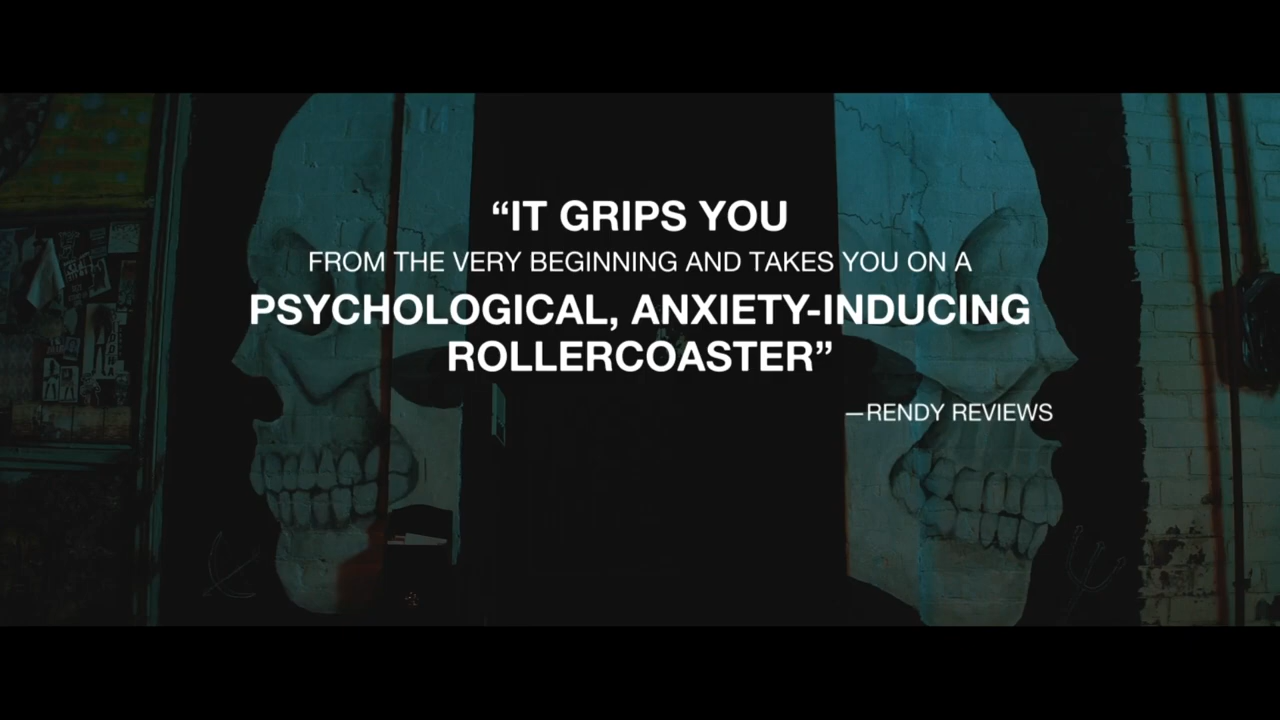 “IT GRIPS YOU
FROM THE VERY BEGINNING AND TAKES YOU ON A
PSYCHOLOGICAL, ANXIETY-INDUCING
ROLLERCOASTER”
—RENDY REVIEWS